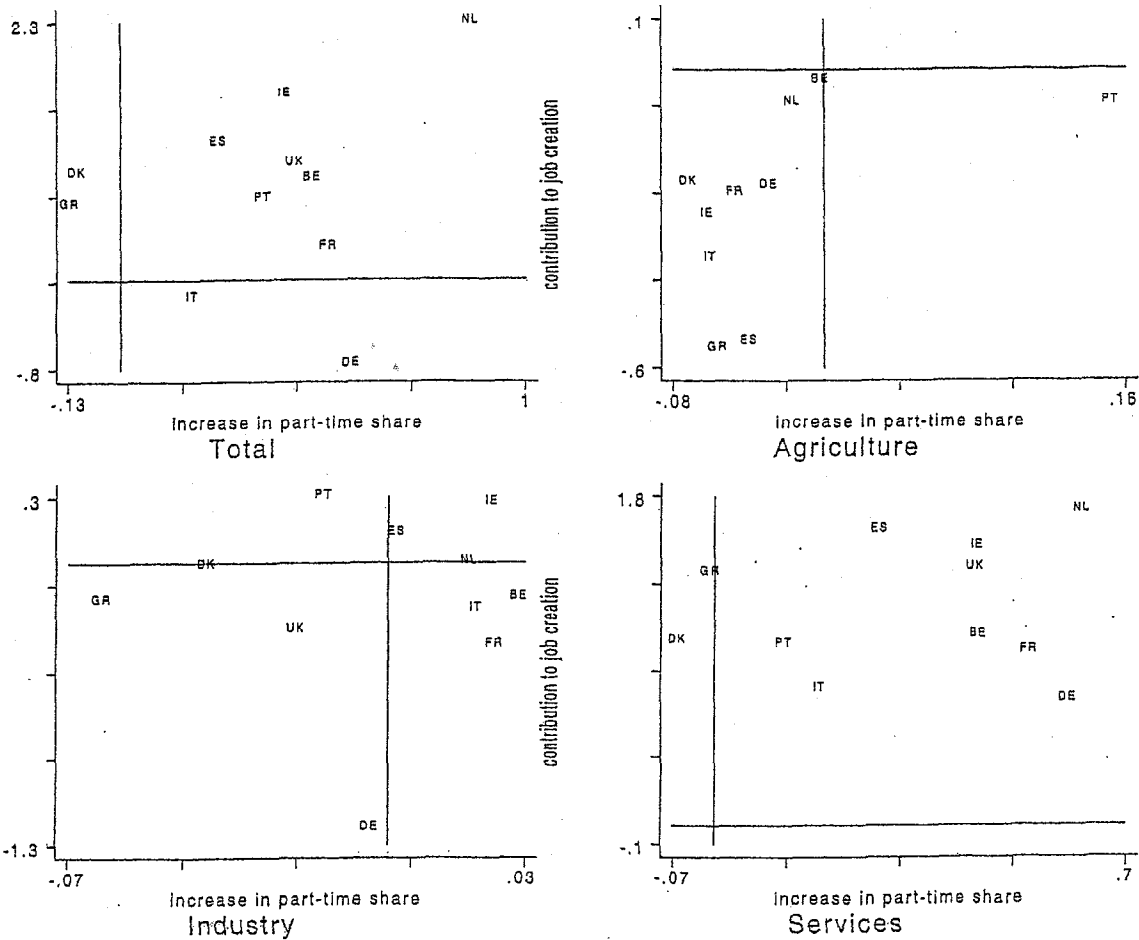 2.3
NL
IE
ES
UK
DK
BE
PT
GR
FR
IT
DE
-.8
-.13
1
Increase in part-time share
Total
contribution to job creation
.1
BE
NL
PT
DK
DE
FR
IE
IT
GR
ES
-.6
-.08
.16
Increase in part-time share
Agriculture
.3
PT
IE
ES
DK
NL
GR
BE
IT
UK
FR
DE
-1.3
-.07
.03
Increase in part-time share
Industry
contribution to job creation
1.8
NL
ES
IE
UK
GR
DK
PT
BE
FR
IT
DE
-.1
-.07
.7
Increase in part-time share
Services